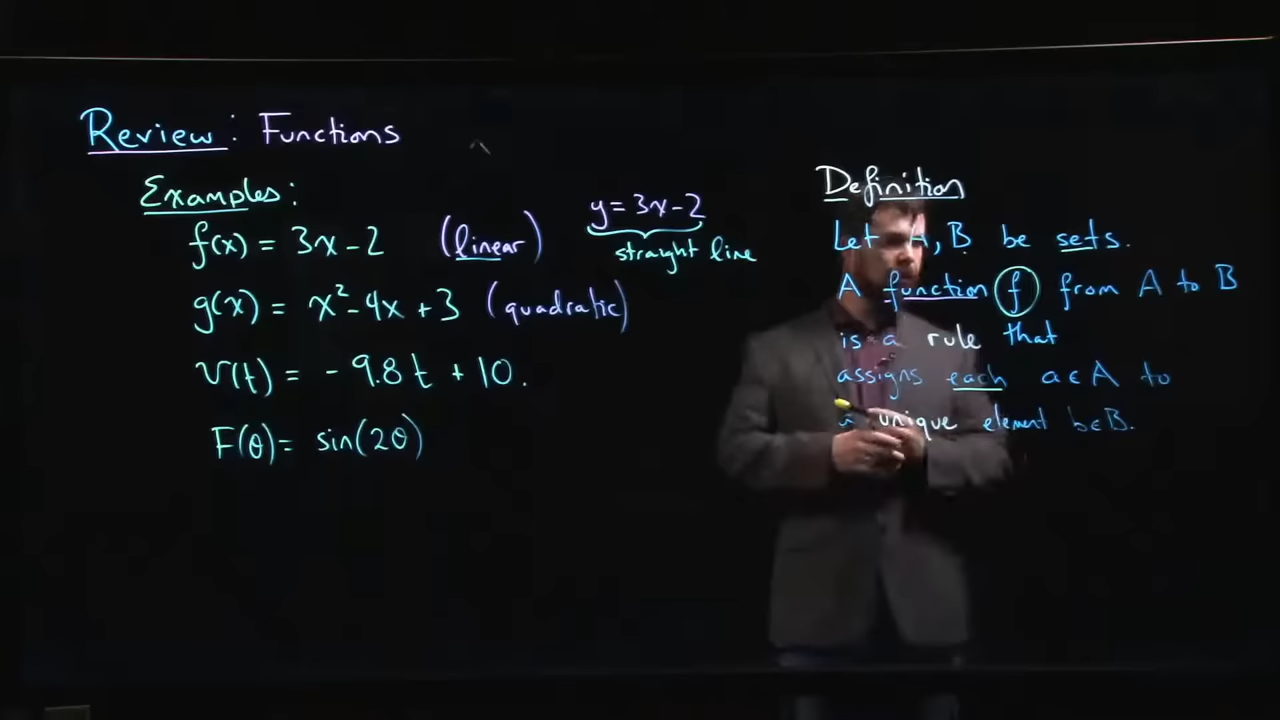 Review: Functions
Examples:
f(x) = 3x - 2 (linear) y = 3x - 2
straight line
g(x) = x² - 4x + 3 (quadratic)
v(t) = - 9.8 t + 10.
F(θ) = sin(2θ)
Definition
Let A, B be sets.
A function f from A to B
is a rule that
assigns each a ∈ A to
a unique element b ∈ B.